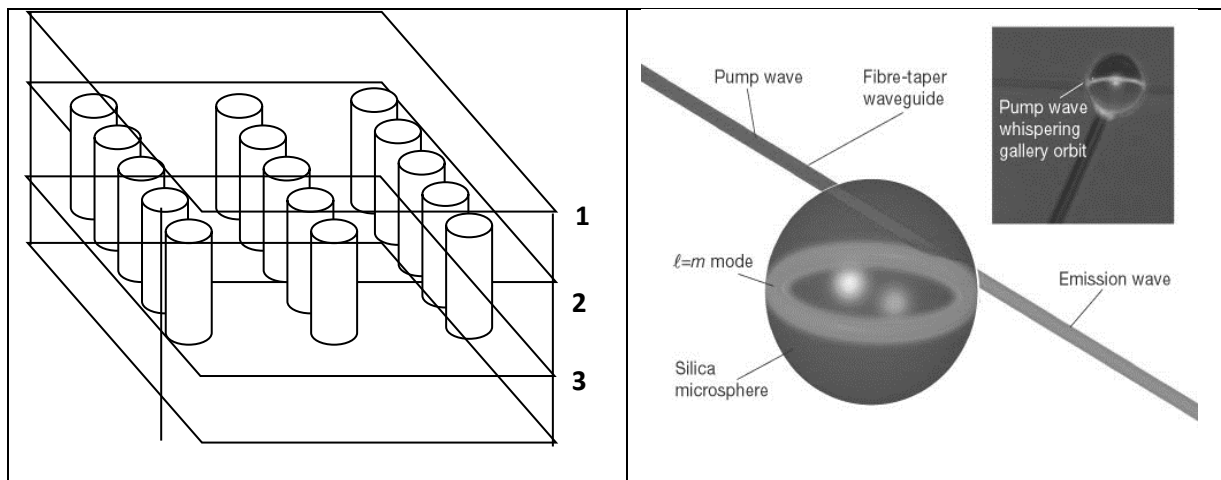 1
2
3
Pump wave
Fibre-taper
waveguide
Pump wave
whispering
gallery orbit
ℓ=m mode
Emission wave
Silica
microsphere